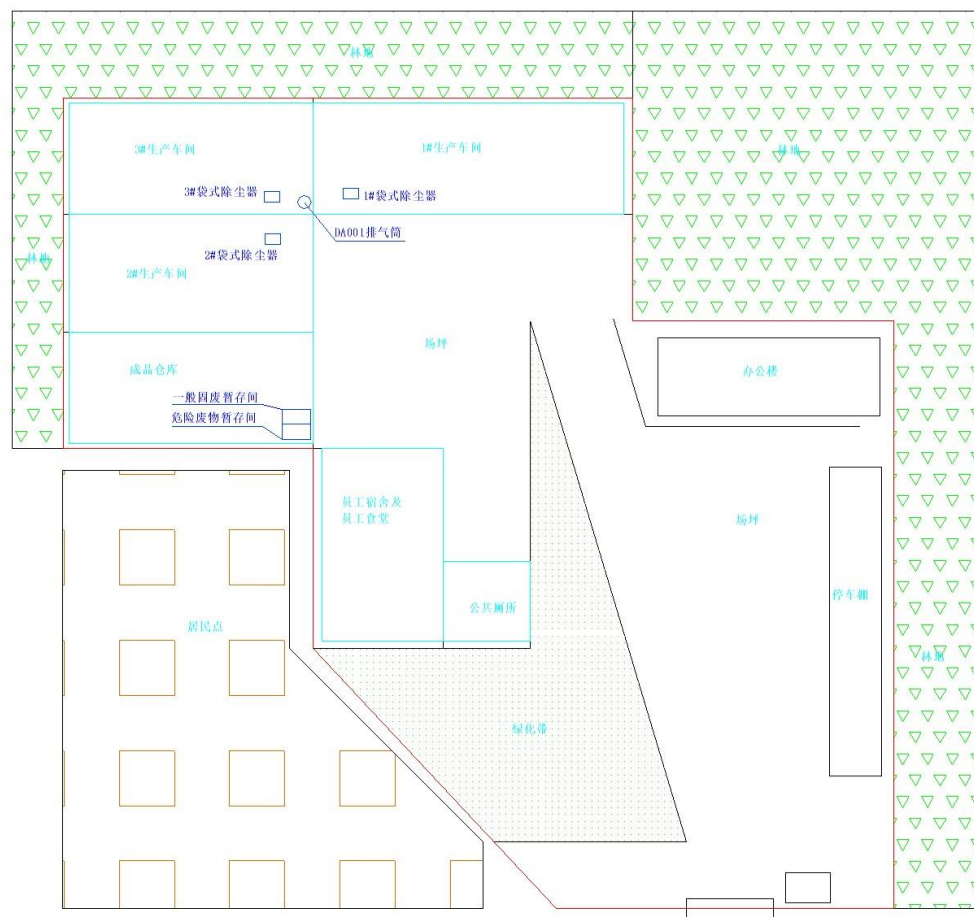 林地
3#生产车间
1#生产车间
林地
3#袋式除尘器
1#袋式除尘器
DA001排气筒
2#袋式除尘器
林地
2#生产车间
场坪
成品仓库
办公楼
一般固废暂存间
危险废物暂存间
员工宿舍及
员工食堂
场坪
停车棚
公共厕所
居民点
林地
绿化带